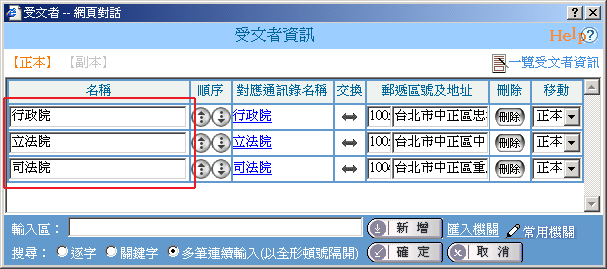 受文者 -- 網頁對話
受文者資訊
Help?
【正本】 【副本】 一覽受文者資訊
名稱 順序 對應通訊錄名稱 交換 郵遞區號及地址 刪除 移動
行政院 行政院 100 台北市中正區忠 刪除 正本
立法院 立法院 100 台北市中正區中 刪除 正本
司法院 司法院 100 台北市中正區重 刪除 正本
輸入區： 新增 匯入機關 常用機關
搜尋： 逐字 關鍵字 多筆連續輸入(以全形頓號隔開) 確定 取消